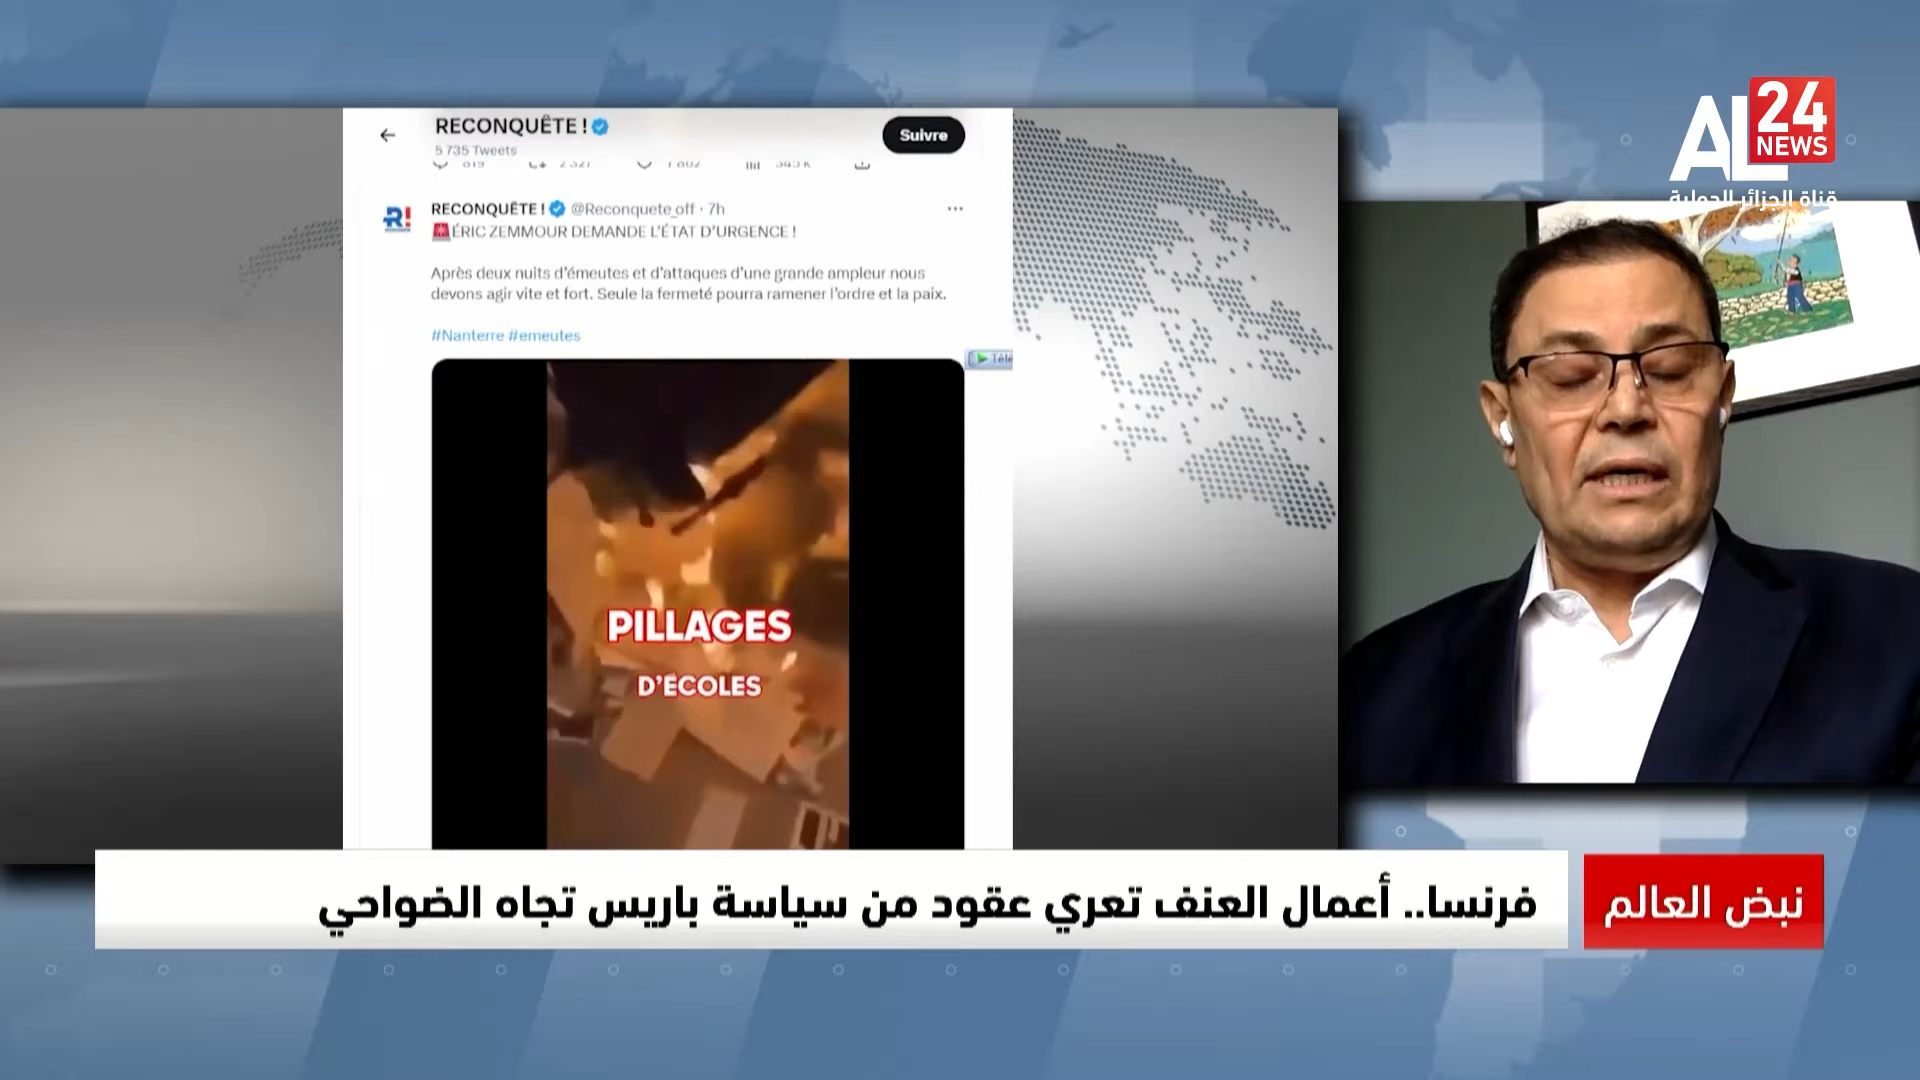 RECONQUÊTE !
Suivre
5 735 Tweets
RECONQUÊTE ! @Reconquete_off · 7h
ÉRIC ZEMMOUR DEMANDE L'ÉTAT D'URGENCE !
Après deux nuits d'émeutes et d'attaques d'une grande ampleur nous
devons agir vite et fort. Seule la fermeté pourra ramener l'ordre et la paix.
#Nanterre #emeutes
PILLAGES
D'ÉCOLES
AL24
NEWS
قناة الجزائر الدولية
نبض العالم
فرنسا.. أعمال العنف تعري عقود من سياسة باريس تجاه الضواحي